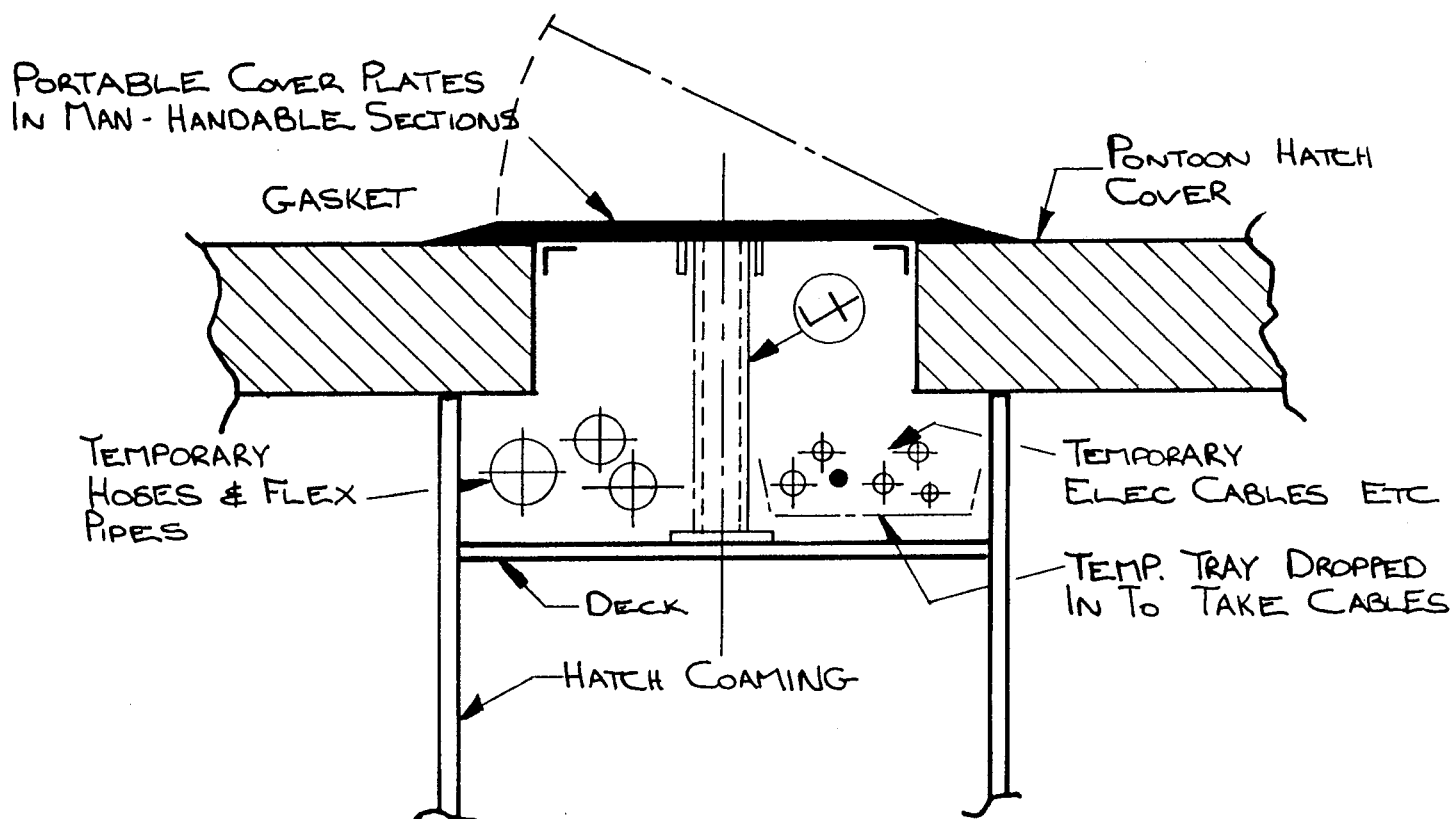 PORTABLE COVER PLATES
IN MAN-HANDABLE SECTIONS
GASKET
PONTOON HATCH
COVER
TEMPORARY
HOSES & FLEX
PIPES
TEMPORARY
ELEC CABLES ETC
TEMP. TRAY DROPPED
IN TO TAKE CABLES
DECK
HATCH COAMING